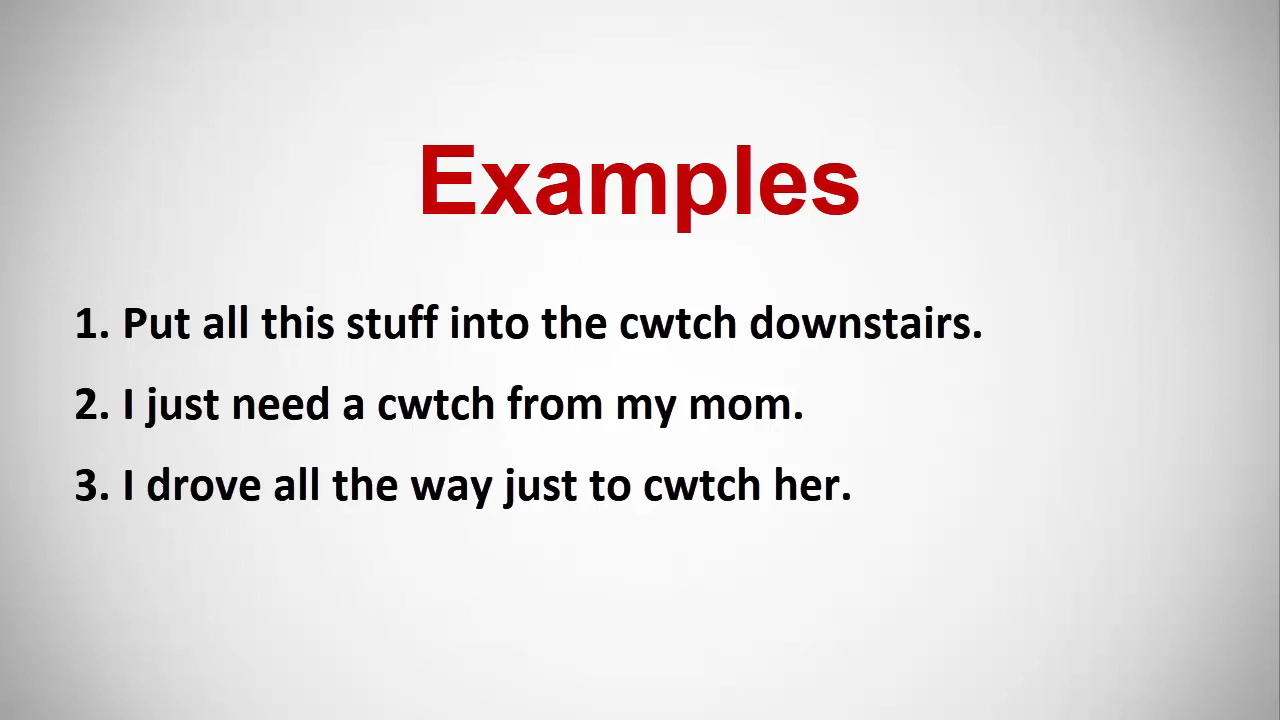 Examples
1. Put all this stuff into the cwtch downstairs.
2. I just need a cwtch from my mom.
3. I drove all the way just to cwtch her.